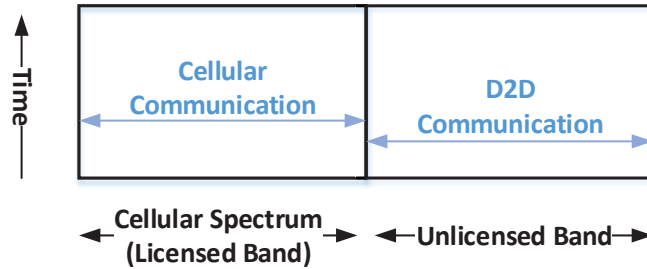 Time
Cellular
Communication
D2D
Communication
Cellular Spectrum
(Licensed Band)
Unlicensed Band